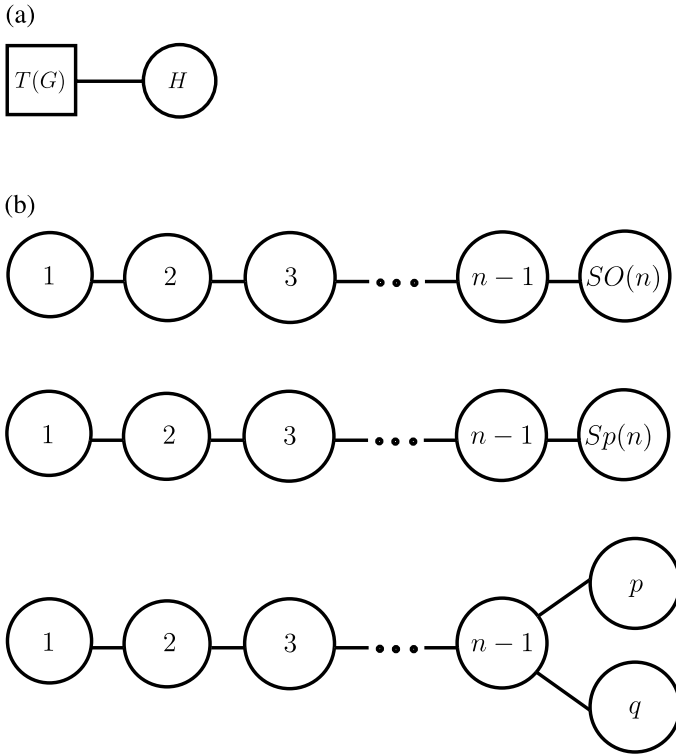 (a)
T(G) H
(b)
1 2 3 ... n − 1 SO(n)
1 2 3 ... n − 1 Sp(n)
p
1 2 3 ... n − 1
q